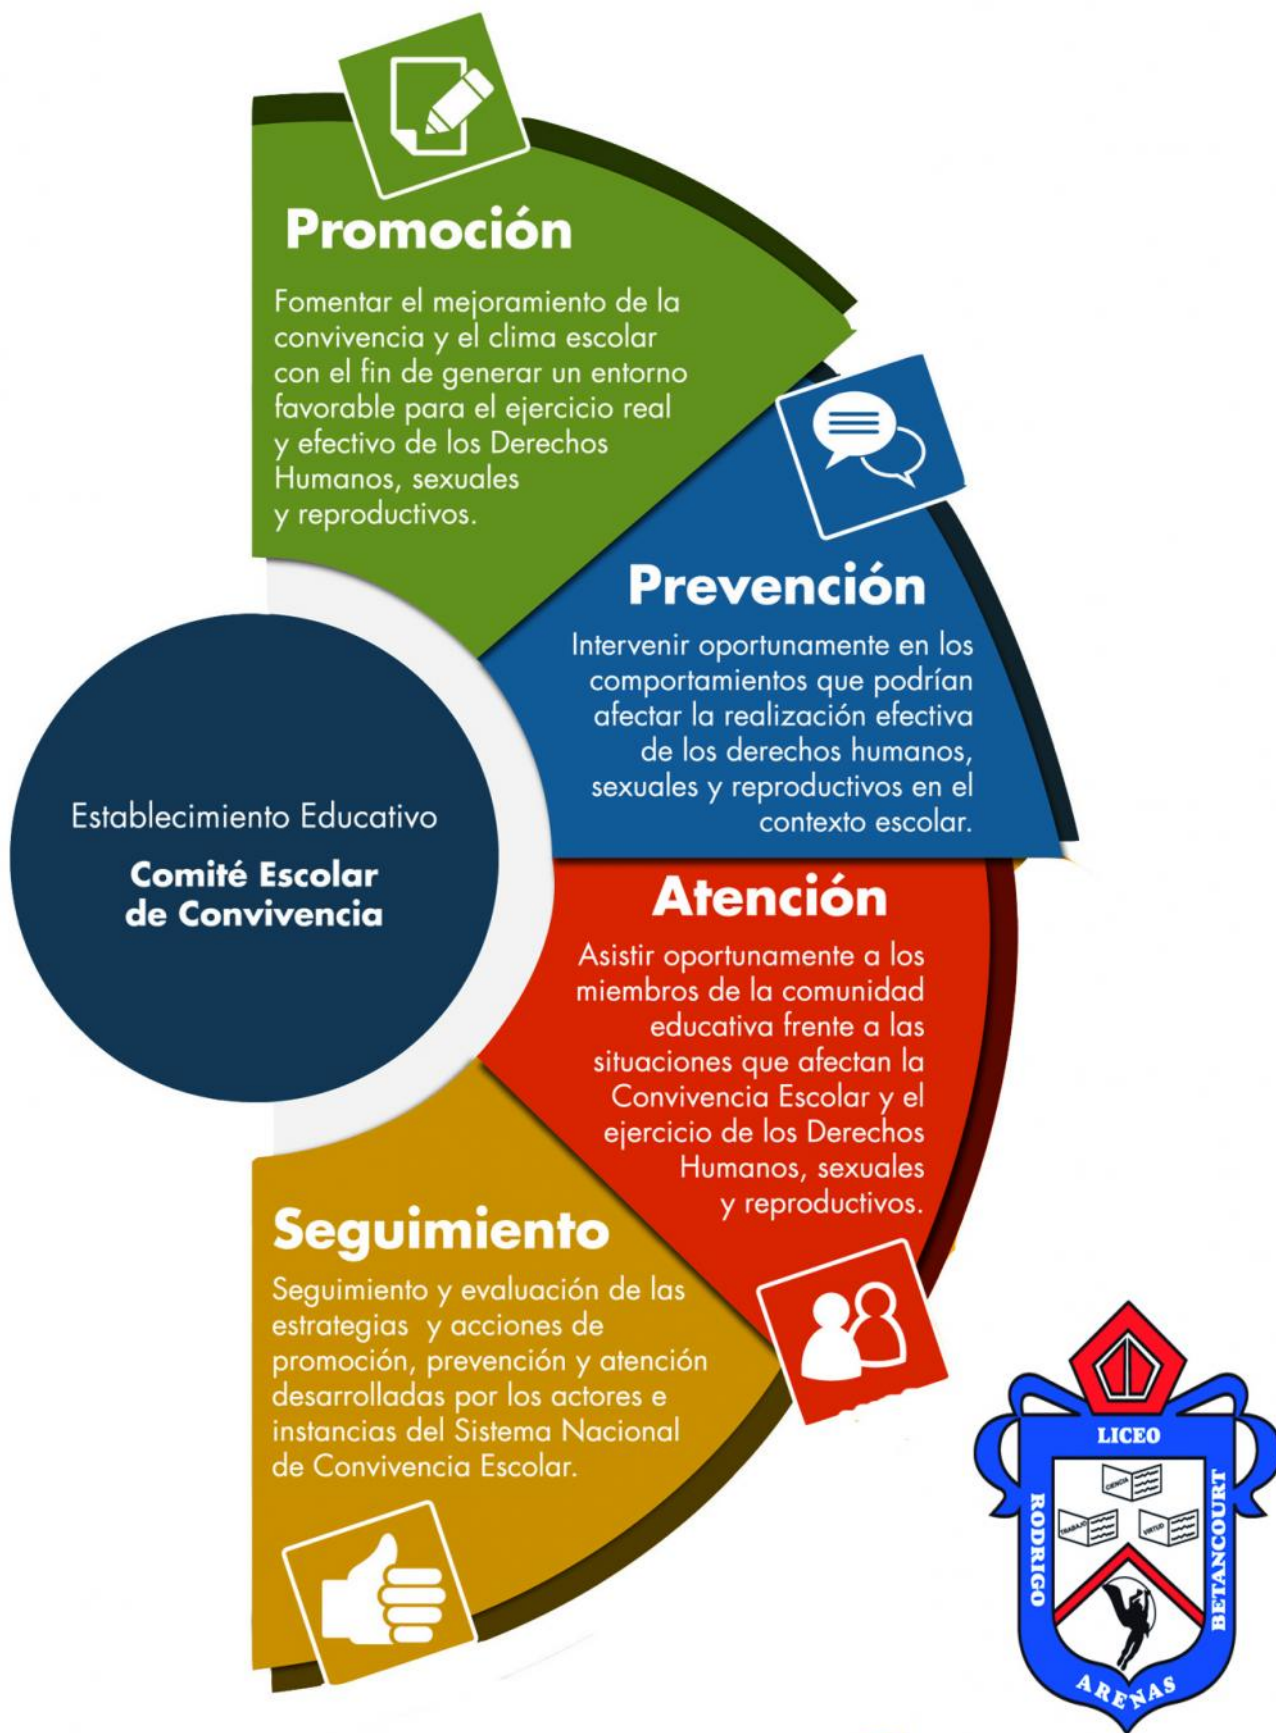 Promoción
Fomentar el mejoramiento de la
convivencia y el clima escolar
con el fin de generar un entorno
favorable para el ejercicio real
y efectivo de los Derechos
Humanos, sexuales
y reproductivos.
Prevención
Intervenir oportunamente en los
comportamientos que podrían
afectar la realización efectiva
de los derechos humanos,
sexuales y reproductivos en el
contexto escolar.
Establecimiento Educativo
Comité Escolar
de Convivencia
Atención
Asistir oportunamente a los
miembros de la comunidad
educativa frente a las
situaciones que afectan la
Convivencia Escolar y el
ejercicio de los Derechos
Humanos, sexuales
y reproductivos.
Seguimiento
Seguimiento y evaluación de las
estrategias y acciones de
promoción, prevención y atención
desarrolladas por los actores e
instancias del Sistema Nacional
de Convivencia Escolar.
LICEO
RODRIGO
ARENAS
BETANCOURT
CIENCIA
TRABAJO
VIRTUD